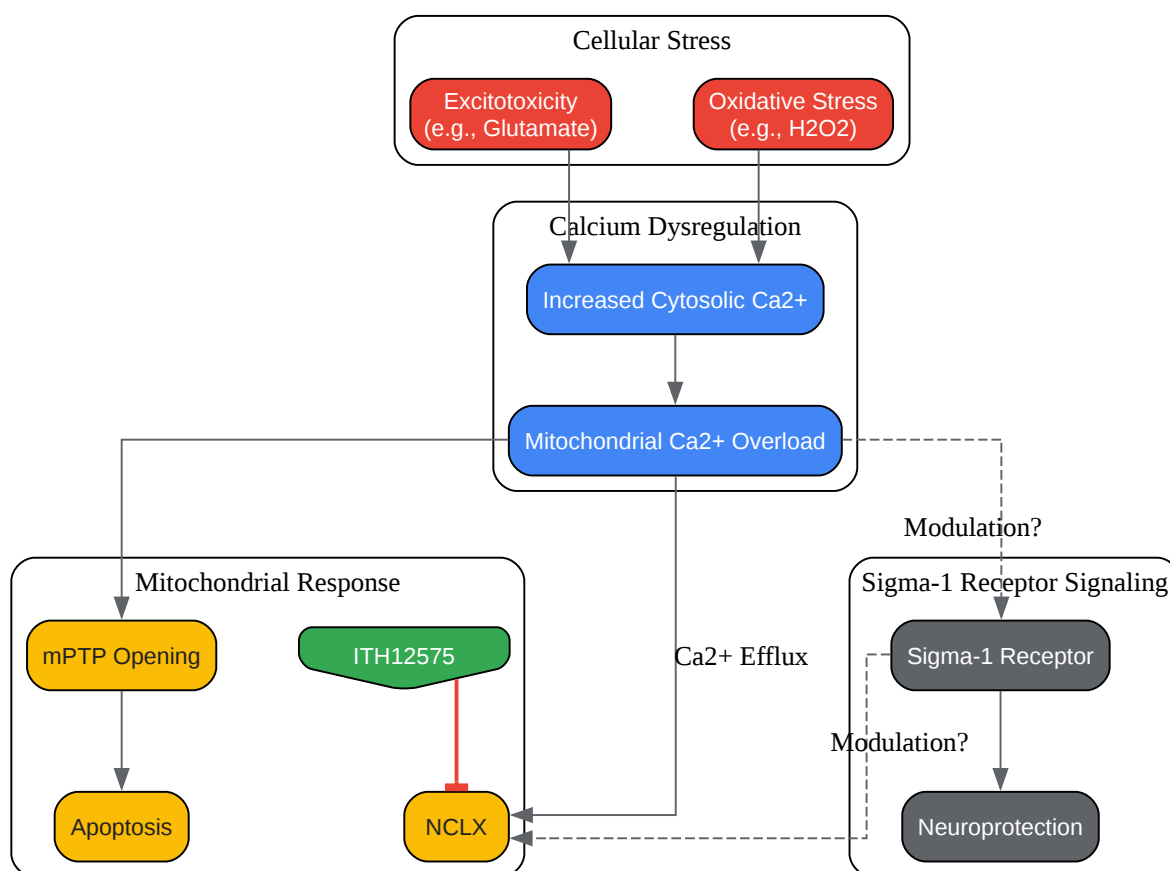 Cellular Stress
Excitotoxicity
(e.g., Glutamate)
Oxidative Stress
(e.g., H2O2)
Calcium Dysregulation
Increased Cytosolic Ca2+
Mitochondrial Ca2+ Overload
Modulation?
Mitochondrial Response
Sigma-1 Receptor Signaling
mPTP Opening
ITH12575
Ca2+ Efflux
Sigma-1 Receptor
Modulation?
Apoptosis
NCLX
Neuroprotection